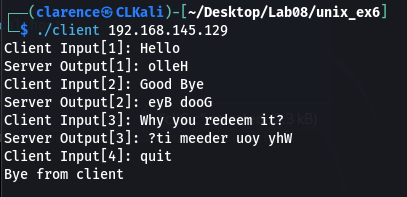 ┌──(clarence㉿CLKali)-[~/Desktop/Lab08/unix_ex6]
└─$ ./client 192.168.145.129
Client Input[1]: Hello
Server Output[1]: olleH
Client Input[2]: Good Bye
Server Output[2]: eyB dooG
Client Input[3]: Why you redeem it?
Server Output[3]: ?ti meeder uoy yhW
Client Input[4]: quit
Bye from client